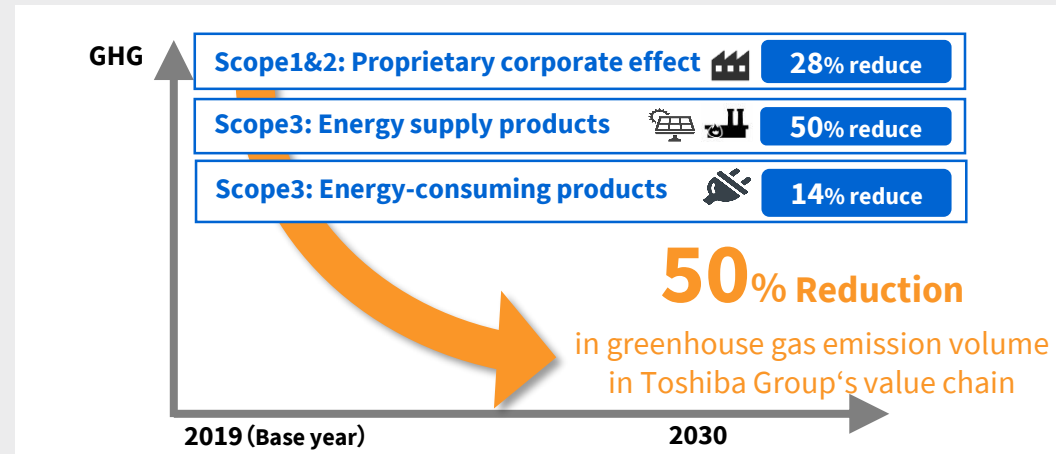 GHG
Scope1&2: Proprietary corporate effect 28% reduce
Scope3: Energy supply products 50% reduce
Scope3: Energy-consuming products 14% reduce
50% Reduction
in greenhouse gas emission volume
in Toshiba Group‘s value chain
2019（Base year） 2030